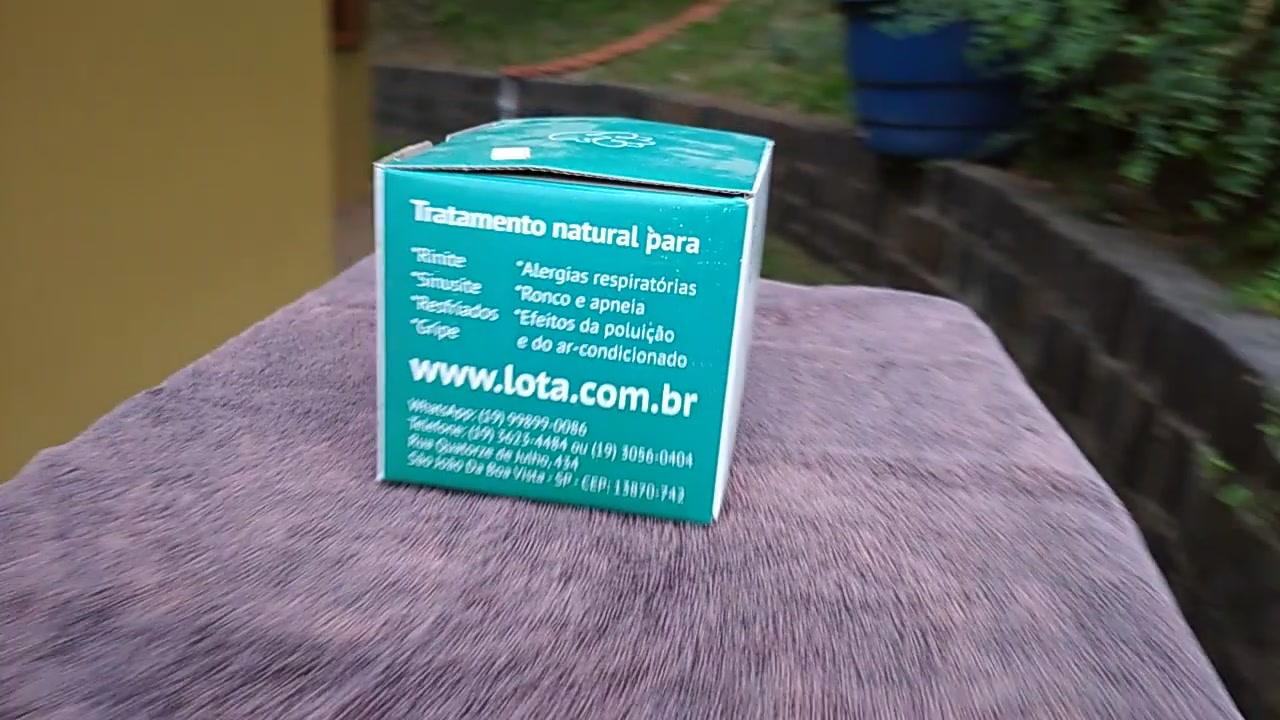 Tratamento natural para
*Rinite
*Sinusite
*Resfriados
*Gripe
*Alergias respiratórias
*Ronco e apneia
*Efeitos da poluição
e do ar-condicionado
www.lota.com.br
WhatsApp: (19) 99899-0086
Telefone: (19) 3623-4484 ou (19) 3056-0404
Rua Quatorze de Julho, 434
São João Da Boa Vista - SP - CEP: 13870-742